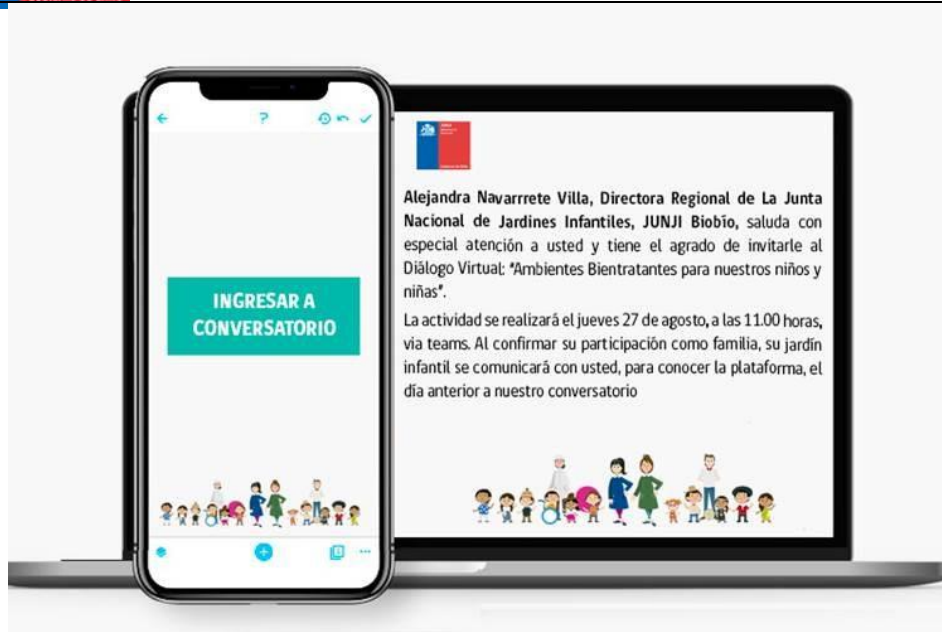 INGRESAR A
CONVERSATORIO
Alejandra Navarrrete Villa, Directora Regional de La Junta
Nacional de Jardines Infantiles, JUNJI Biobío, saluda con
especial atención a usted y tiene el agrado de invitarle al
Diálogo Virtual: "Ambientes Bientratantes para nuestros niños y
niñas".
La actividad se realizará el jueves 27 de agosto, a las 11.00 horas,
via teams. Al confirmar su participación como familia, su jardín
infantil se comunicará con usted, para conocer la plataforma, el
día anterior a nuestro conversatorio